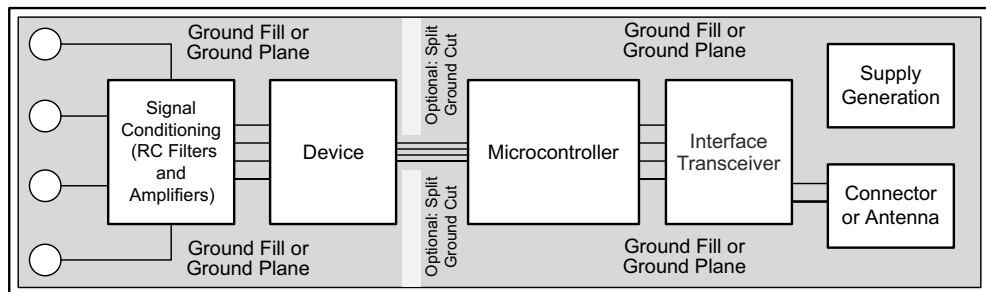 Ground Fill or
Ground Plane
Optional: Split
Ground Cut
Ground Fill or
Ground Plane
Signal
Conditioning
(RC Filters
and
Amplifiers)
Device
Microcontroller
Interface
Transceiver
Supply
Generation
Connector
or Antenna
Ground Fill or
Ground Plane
Optional: Split
Ground Cut
Ground Fill or
Ground Plane